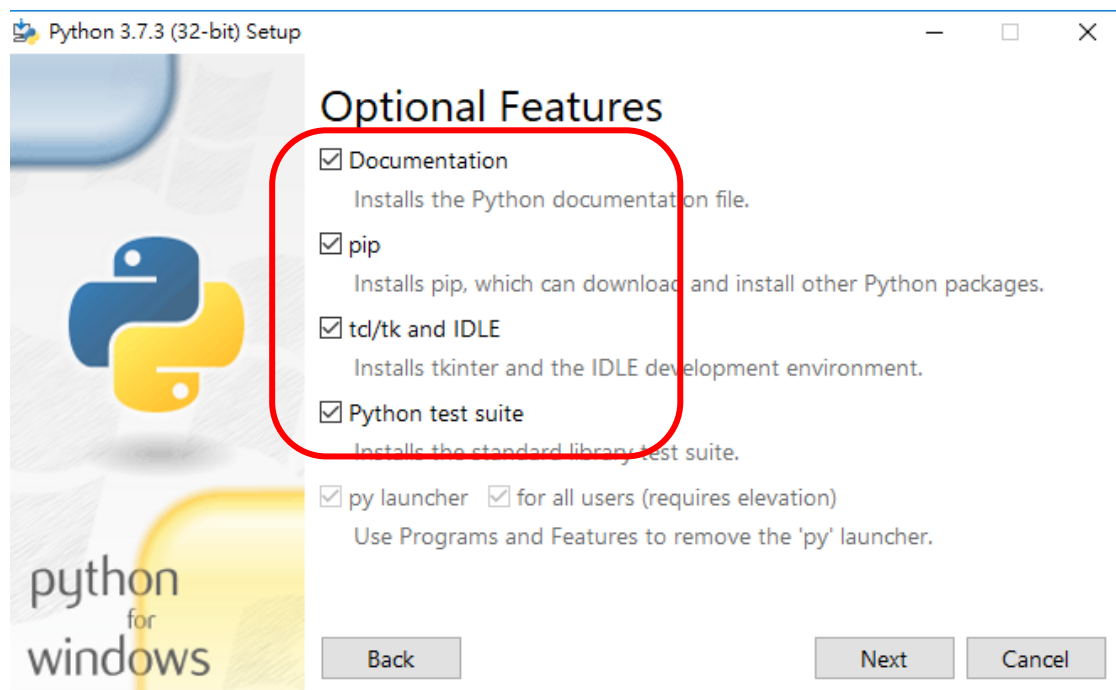 Python 3.7.3 (32-bit) Setup
Optional Features
Documentation
Installs the Python documentation file.
pip
Installs pip, which can download and install other Python packages.
tcl/tk and IDLE
Installs tkinter and the IDLE development environment.
Python test suite
Installs the standard library test suite.
py launcher for all users (requires elevation)
Use Programs and Features to remove the 'py' launcher.
python
for
windows
Back Next Cancel